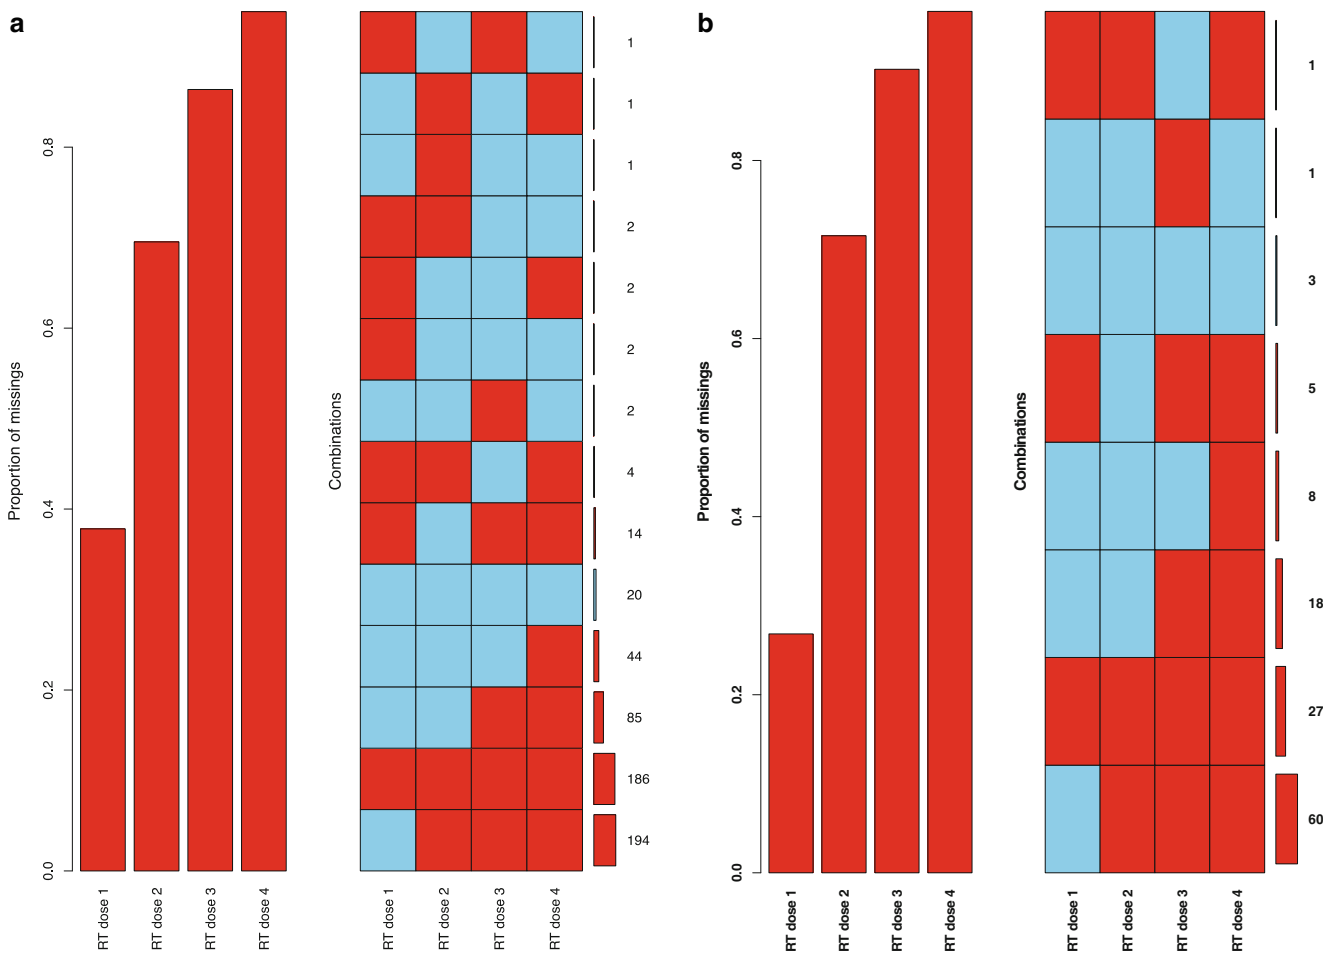 a
Proportion of missings
0.8
0.6
0.4
0.2
0.0
RT dose 1
RT dose 2
RT dose 3
RT dose 4
Combinations
1
1
1
2
2
2
2
4
14
20
44
85
186
194
RT dose 1
RT dose 2
RT dose 3
RT dose 4
b
Proportion of missings
0.8
0.6
0.4
0.2
0.0
RT dose 1
RT dose 2
RT dose 3
RT dose 4
Combinations
1
1
3
5
8
18
27
60
RT dose 1
RT dose 2
RT dose 3
RT dose 4